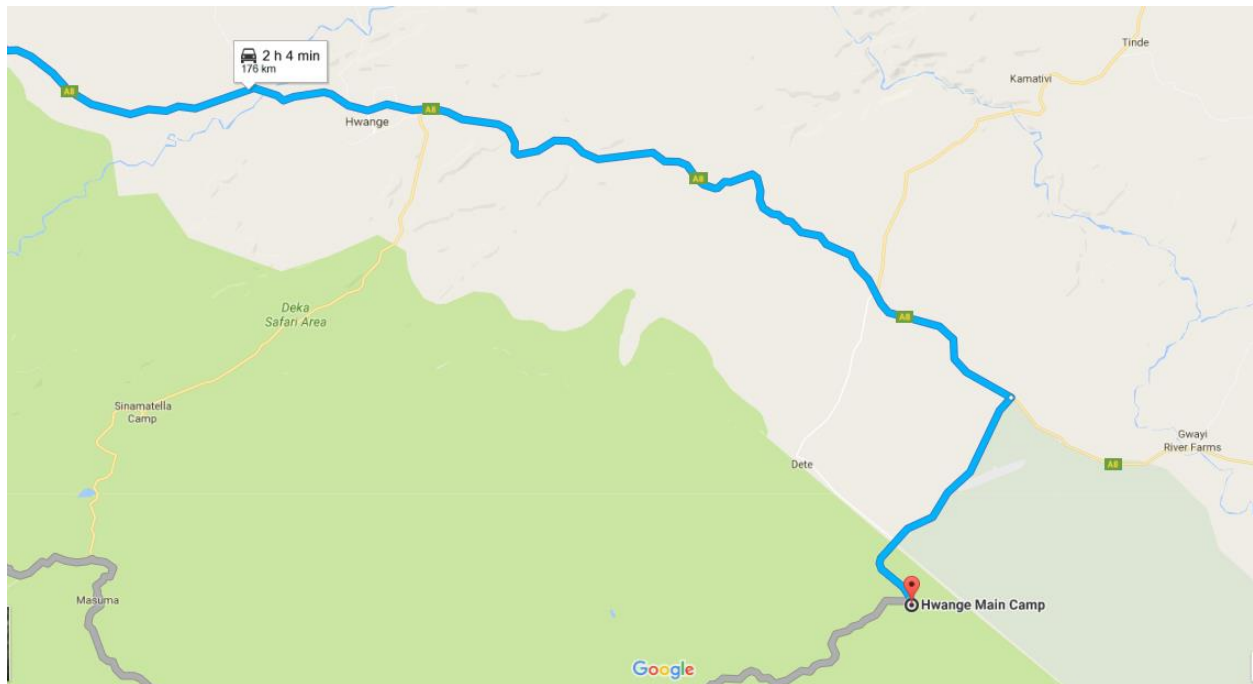 Tinde
2 h 4 min
176 km
Kamativi
A8
A8
Hwange
A8
Deka
Safari Area
A8
Sinamatella
Camp
Gwayi
River Farms
Dete
A8
Masuma
Hwange Main Camp
Google